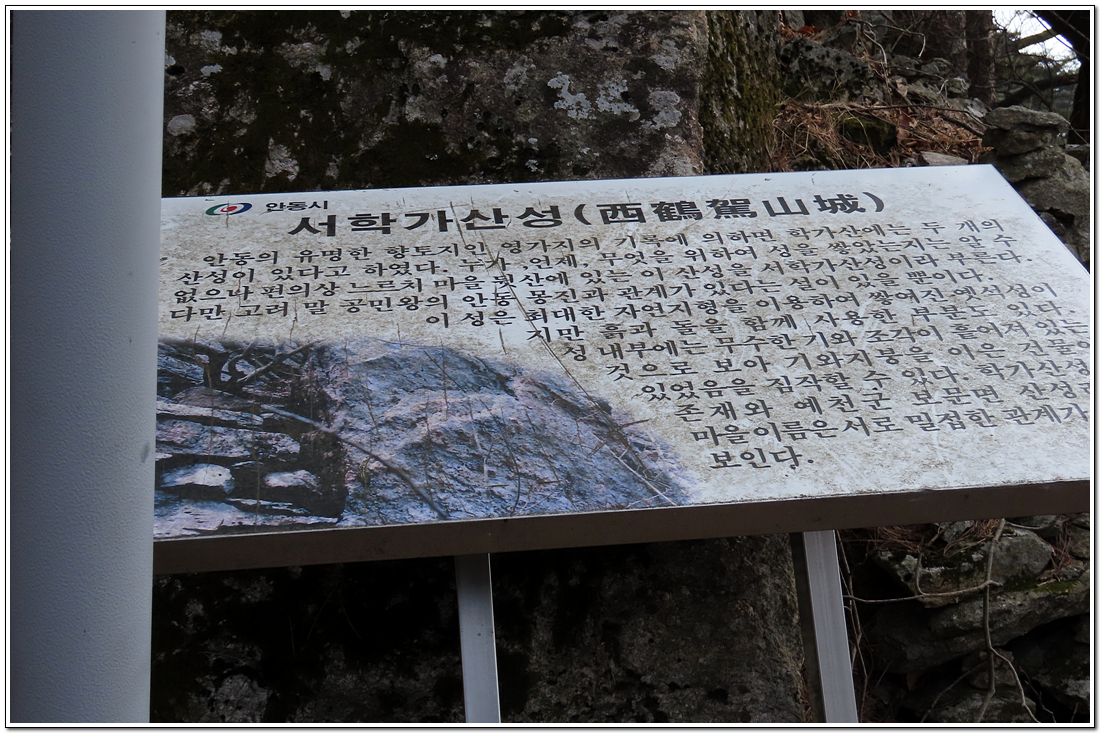 안동시
서학가산성(西鶴駕山城)
안동의 유명한 향토지인 영가지의 기록에 의하면 학가산에는 두 개의
산성이 있다고 하였다. 누가 ,언제, 무엇을 위하여 성을 쌓았는지는 알 수
없으나 편의상 느르치 마을 뒷산에 있는 이 산성을 서학가산성이라 부른다.
다만 고려 말 공민왕의 안동 몽진과 관계가 있다는 설이 있을 뿐이다.
이 성은 최대한 자연지형을 이용하여 쌓여진 옛석성이
지만 흙과 돌을 함께 사용한 부분도 있다.
성 내부에는 무수한 기와 조각이 흩어져 있는
것으로 보아 기와지붕을 이은 건물이
있었음을 짐작할 수 있다. 학가산성
존재와 예천군 보문면 산성
마을이름은서로 밀접한 관계가
보인다.